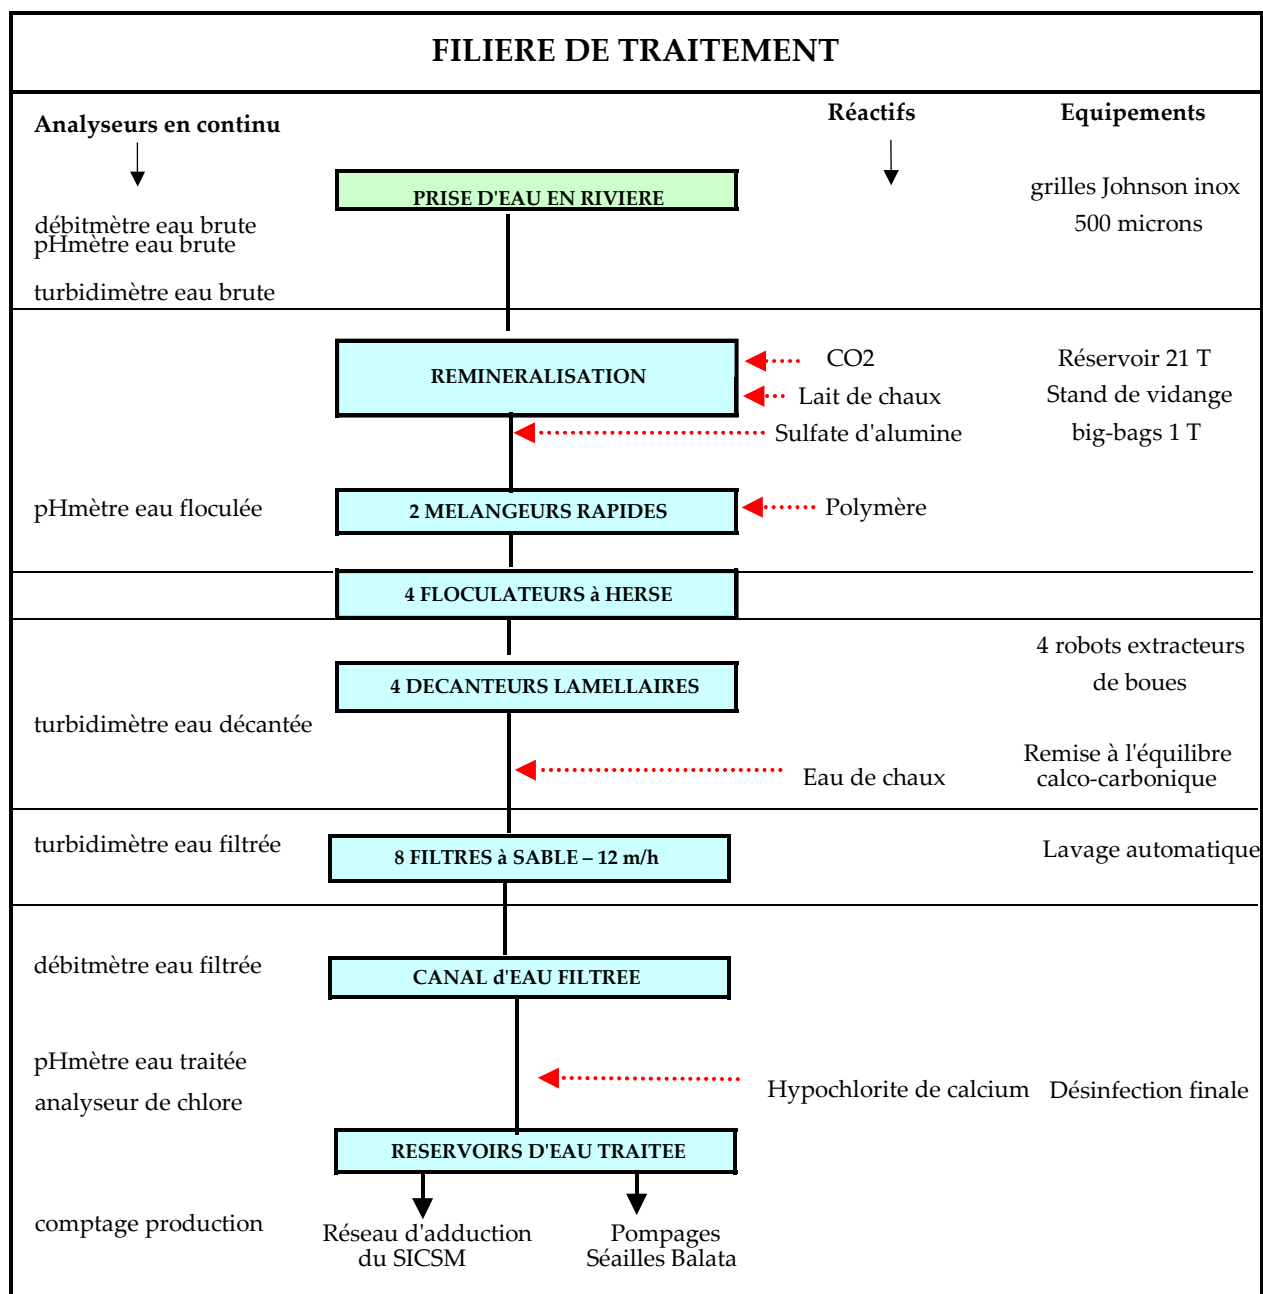 FILIERE DE TRAITEMENT
Analyseurs en continu
Réactifs
Equipements
PRISE D'EAU EN RIVIERE
grilles Johnson inox
500 microns
débitmètre eau brute
pHmètre eau brute
turbidimètre eau brute
REMINERALISATION
CO2
Réservoir 21 T
Lait de chaux
Stand de vidange
Sulfate d'alumine
big-bags 1 T
pHmètre eau floculée
2 MELANGEURS RAPIDES
Polymère
4 FLOCULATEURS à HERSE
4 robots extracteurs
de boues
4 DECANTEURS LAMELLAIRES
turbidimètre eau décantée
Eau de chaux
Remise à l'équilibre
calco-carbonique
turbidimètre eau filtrée
8 FILTRES à SABLE – 12 m/h
Lavage automatique
débitmètre eau filtrée
CANAL d'EAU FILTREE
pHmètre eau traitée
analyseur de chlore
Hypochlorite de calcium
Désinfection finale
RESERVOIRS D'EAU TRAITEE
comptage production
Réseau d'adduction
du SICSM
Pompages
Séailles Balata